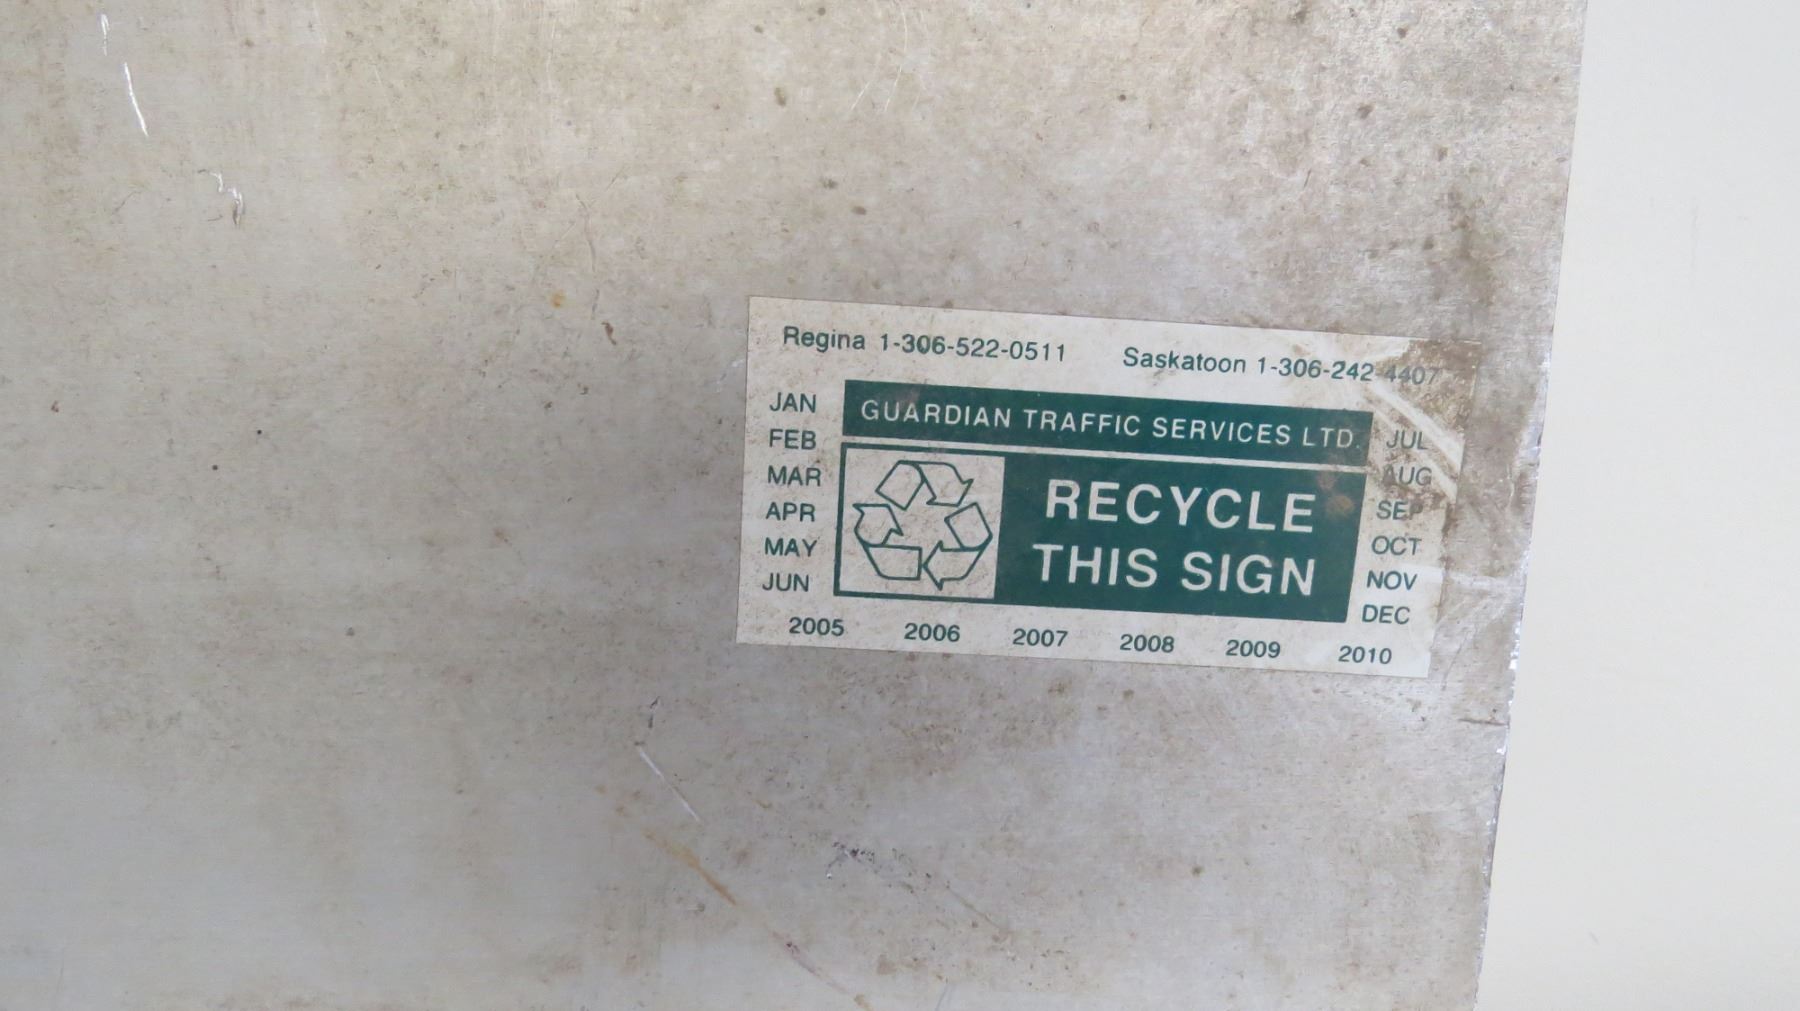 Regina 1-306-522-0511 Saskatoon 1-306-242-4407
GUARDIAN TRAFFIC SERVICES LTD.
RECYCLE
THIS SIGN
JAN
FEB
MAR
APR
MAY
JUN
JUL
AUG
SEP
OCT
NOV
DEC
2005 2006 2007 2008 2009 2010